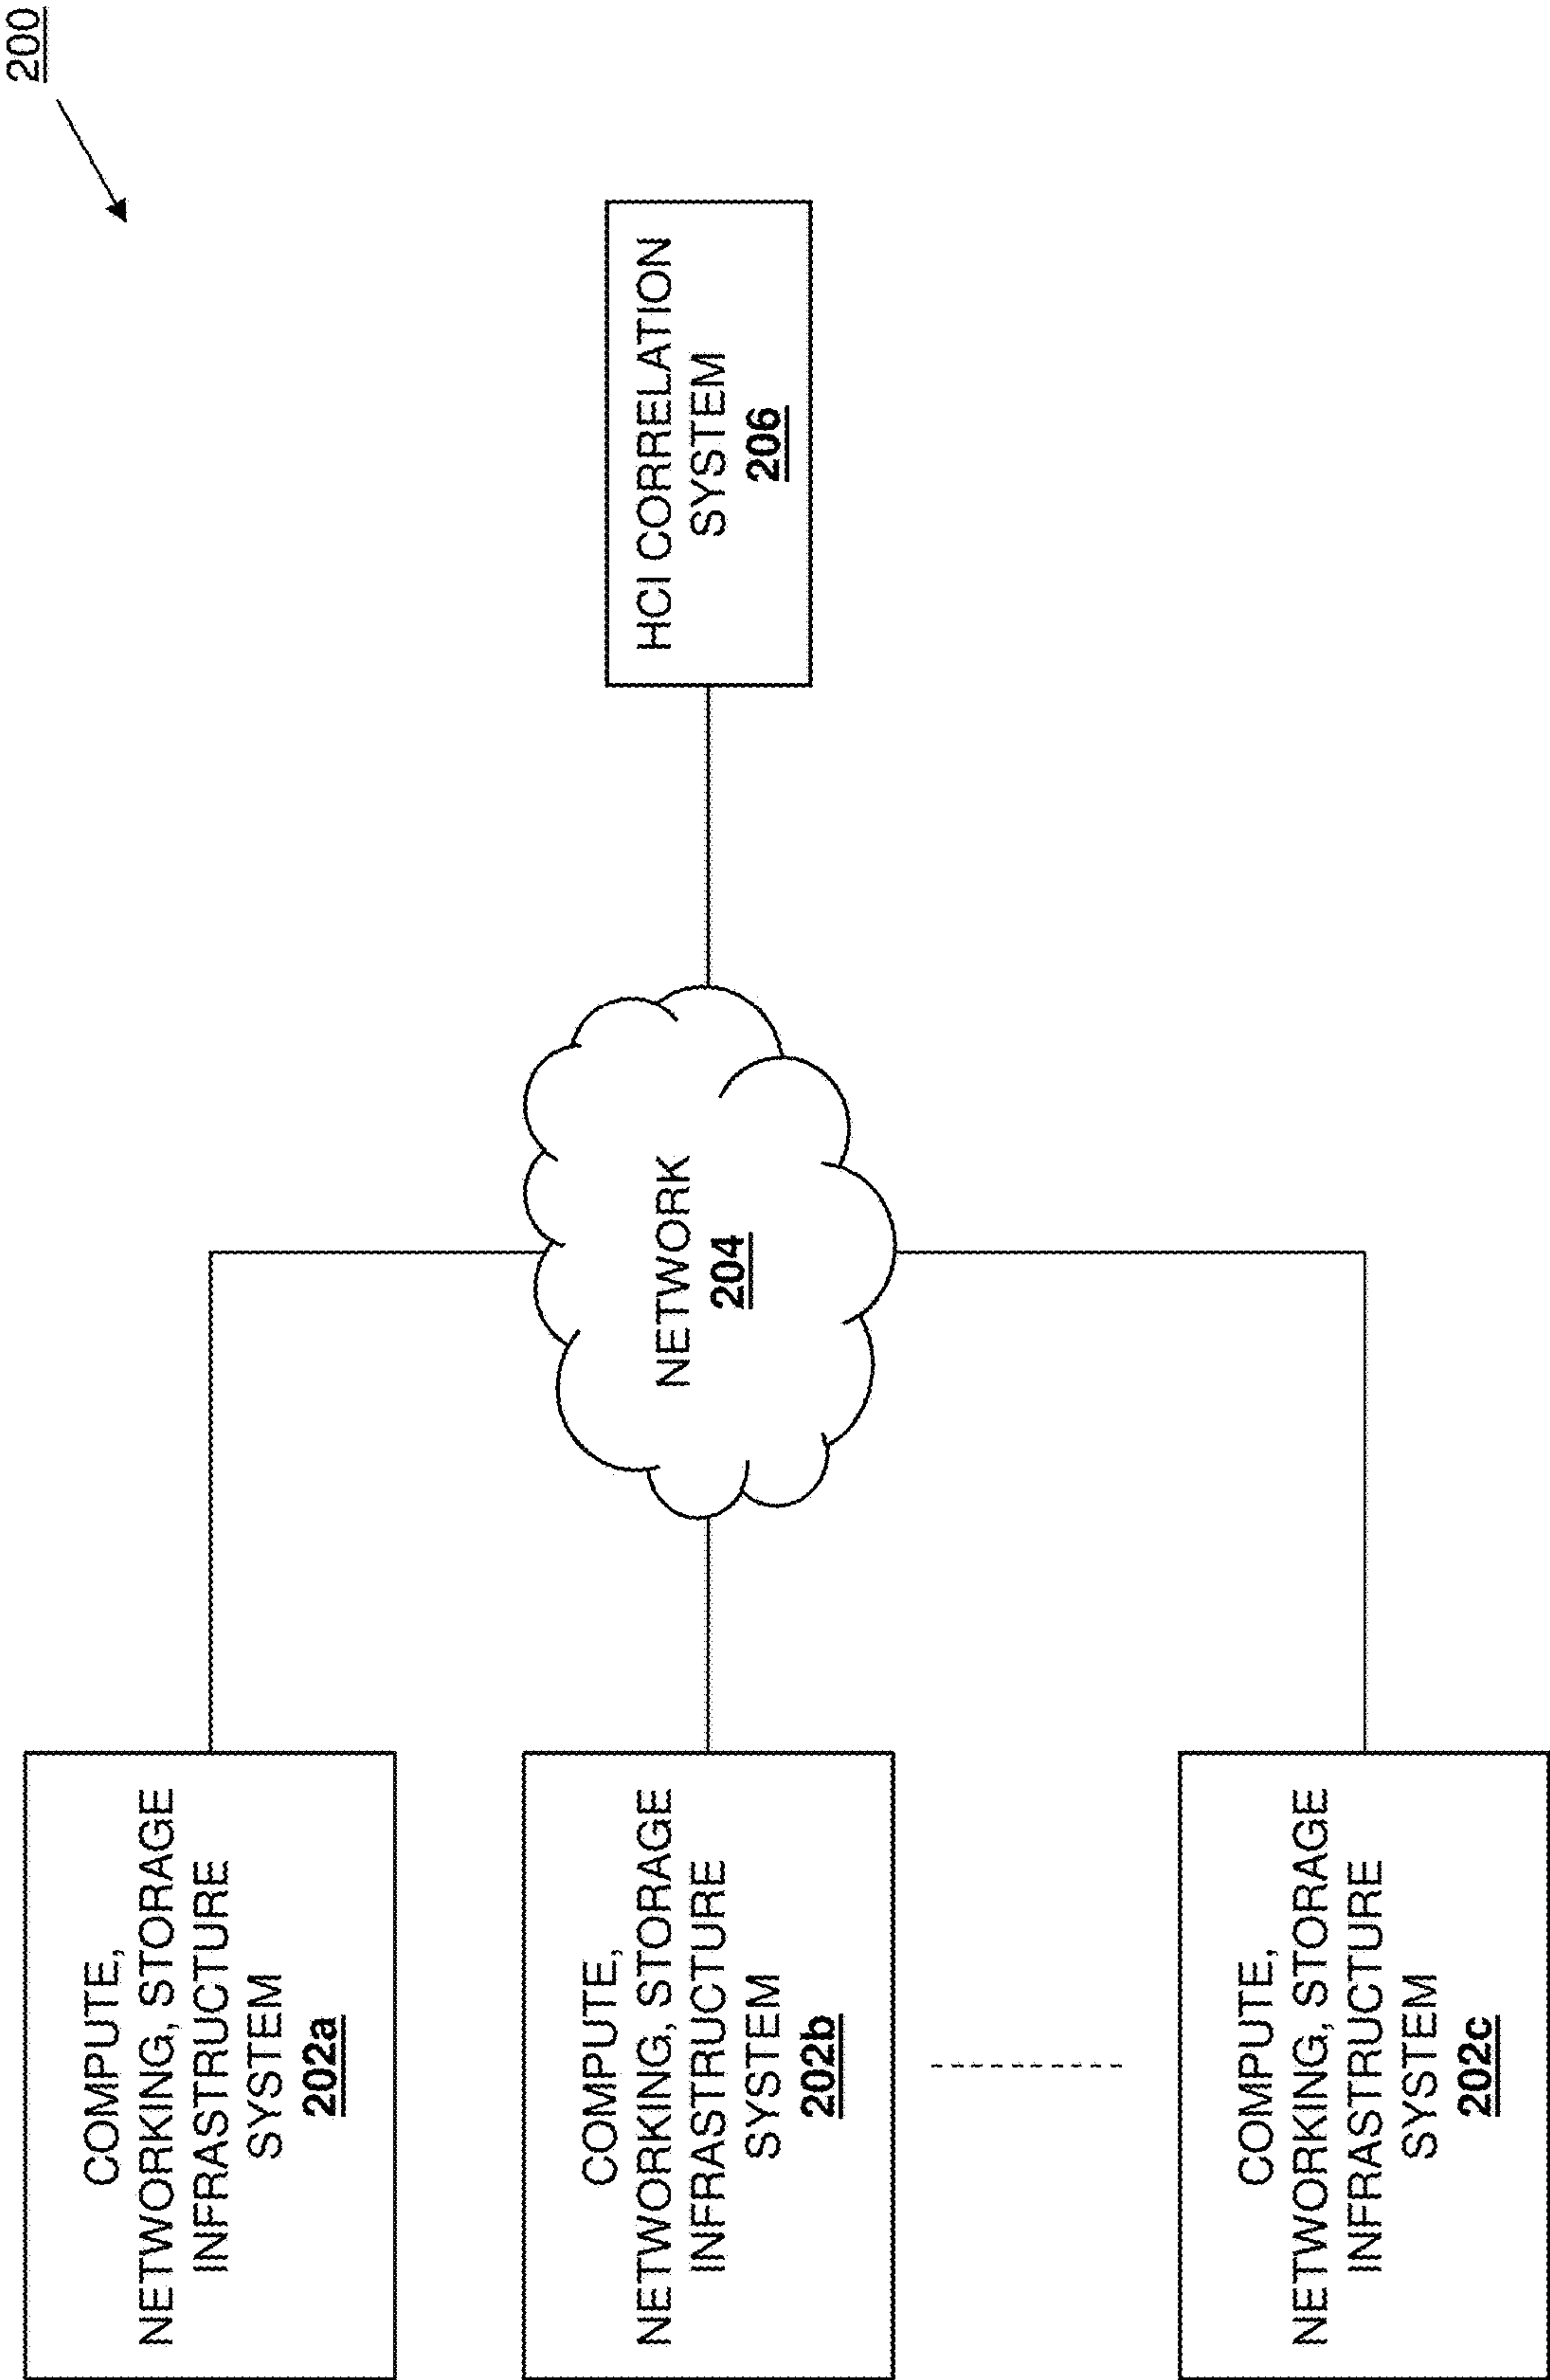 200
COMPUTE,
NETWORKING, STORAGE
INFRASTRUCTURE
SYSTEM
202a
COMPUTE,
NETWORKING, STORAGE
INFRASTRUCTURE
SYSTEM
202b
COMPUTE,
NETWORKING, STORAGE
INFRASTRUCTURE
SYSTEM
202c
NETWORK
204
HCI CORRELATION
SYSTEM
206